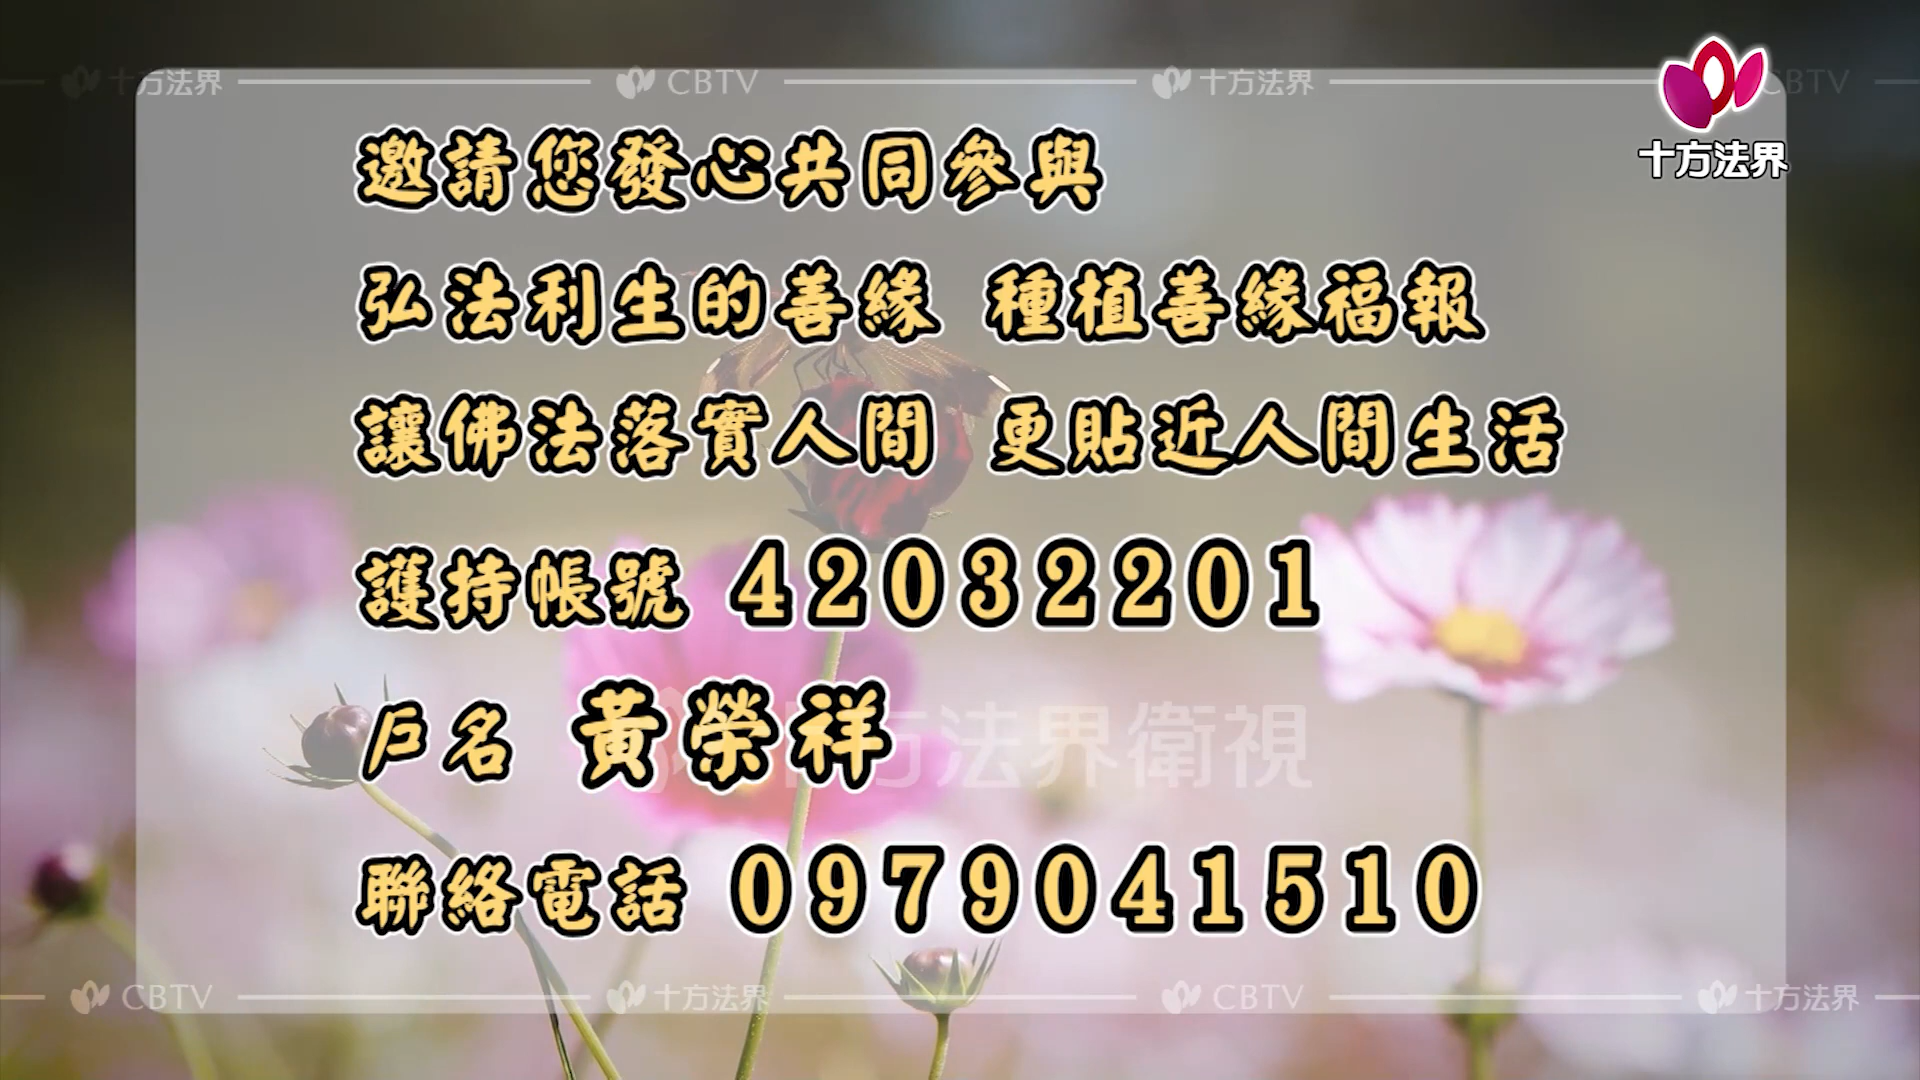 十方法界 CBTV 十方法界 CBTV
十方法界
邀請您發心共同參與
弘法利生的善緣 種植善緣福報
讓佛法落實人間 更貼近人間生活
護持帳號 42032201
戶名 黃榮祥
十方法界衛視
聯絡電話 0979041510
CBTV 十方法界 CBTV 十方法界